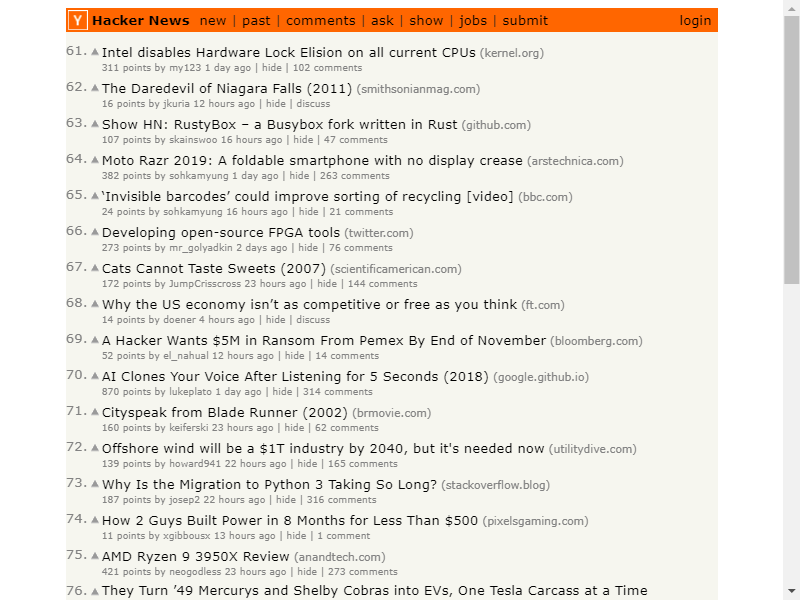 Y Hacker News new | past | comments | ask | show | jobs | submit login
61. Intel disables Hardware Lock Elision on all current CPUs (kernel.org)
311 points by my123 1 day ago | hide | 102 comments
62. The Daredevil of Niagara Falls (2011) (smithsonianmag.com)
16 points by jkuria 12 hours ago | hide | discuss
63. Show HN: RustyBox – a Busybox fork written in Rust (github.com)
107 points by skainswoo 16 hours ago | hide | 47 comments
64. Moto Razr 2019: A foldable smartphone with no display crease (arstechnica.com)
382 points by sohkamyung 1 day ago | hide | 263 comments
65. ‘Invisible barcodes’ could improve sorting of recycling [video] (bbc.com)
24 points by sohkamyung 16 hours ago | hide | 21 comments
66. Developing open-source FPGA tools (twitter.com)
273 points by mr_golyadkin 2 days ago | hide | 76 comments
67. Cats Cannot Taste Sweets (2007) (scientificamerican.com)
172 points by JumpCrisscross 23 hours ago | hide | 144 comments
68. Why the US economy isn’t as competitive or free as you think (ft.com)
14 points by doener 4 hours ago | hide | discuss
69. A Hacker Wants $5M in Ransom From Pemex By End of November (bloomberg.com)
52 points by el_nahual 12 hours ago | hide | 14 comments
70. AI Clones Your Voice After Listening for 5 Seconds (2018) (google.github.io)
870 points by lukeplato 1 day ago | hide | 314 comments
71. Cityspeak from Blade Runner (2002) (brmovie.com)
160 points by keiferski 23 hours ago | hide | 62 comments
72. Offshore wind will be a $1T industry by 2040, but it's needed now (utilitydive.com)
139 points by howard941 22 hours ago | hide | 165 comments
73. Why Is the Migration to Python 3 Taking So Long? (stackoverflow.blog)
187 points by josep2 22 hours ago | hide | 316 comments
74. How 2 Guys Built Power in 8 Months for Less Than $500 (pixelsgaming.com)
11 points by xgibbousx 13 hours ago | hide | 1 comment
75. AMD Ryzen 9 3950X Review (anandtech.com)
421 points by neogodless 23 hours ago | hide | 273 comments
76. They Turn ’49 Mercurys and Shelby Cobras into EVs, One Tesla Carcass at a Time